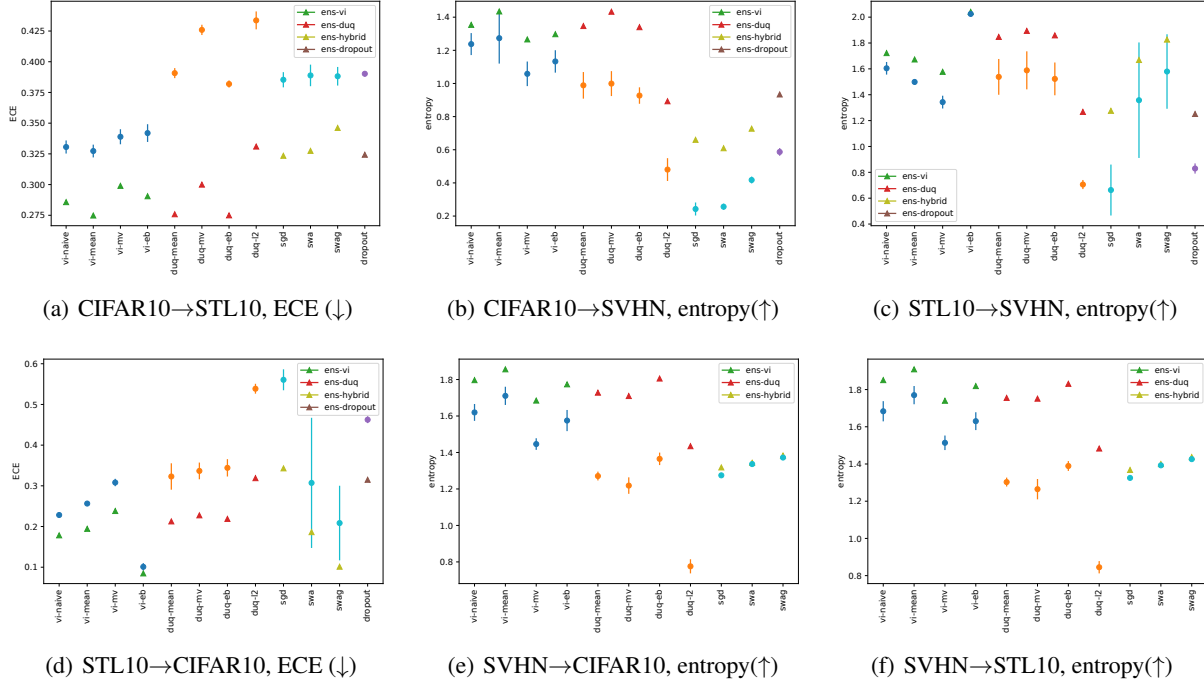 0.425
0.400
0.375
0.350
0.325
0.300
0.275
ECE
ens-vi
ens-duq
ens-hybrid
ens-dropout
vi-naive
vi-mean
vi-mv
vi-eb
duq-mean
duq-mv
duq-eb
duq-l2
sgd
swa
swag
dropout
(a) CIFAR10→STL10, ECE (↓)
1.4
1.2
1.0
0.8
0.6
0.4
0.2
entropy
ens-vi
ens-duq
ens-hybrid
ens-dropout
vi-naive
vi-mean
vi-mv
vi-eb
duq-mean
duq-mv
duq-eb
duq-l2
sgd
swa
swag
dropout
(b) CIFAR10→SVHN, entropy(↑)
2.0
1.8
1.6
1.4
1.2
1.0
0.8
0.6
0.4
entropy
ens-vi
ens-duq
ens-hybrid
ens-dropout
vi-naive
vi-mean
vi-mv
vi-eb
duq-mean
duq-mv
duq-eb
duq-l2
sgd
swa
swag
dropout
(c) STL10→SVHN, entropy(↑)
0.6
0.5
0.4
0.3
0.2
0.1
ECE
ens-vi
ens-duq
ens-hybrid
ens-dropout
vi-naive
vi-mean
vi-mv
vi-eb
duq-mean
duq-mv
duq-eb
duq-l2
sgd
swa
swag
dropout
(d) STL10→CIFAR10, ECE (↓)
1.8
1.6
1.4
1.2
1.0
0.8
entropy
ens-vi
ens-duq
ens-hybrid
vi-naive
vi-mean
vi-mv
vi-eb
duq-mean
duq-mv
duq-eb
duq-l2
sgd
swa
swag
(e) SVHN→CIFAR10, entropy(↑)
1.8
1.6
1.4
1.2
1.0
0.8
entropy
ens-vi
ens-duq
ens-hybrid
vi-naive
vi-mean
vi-mv
vi-eb
duq-mean
duq-mv
duq-eb
duq-l2
sgd
swa
swag
(f) SVHN→STL10, entropy(↑)